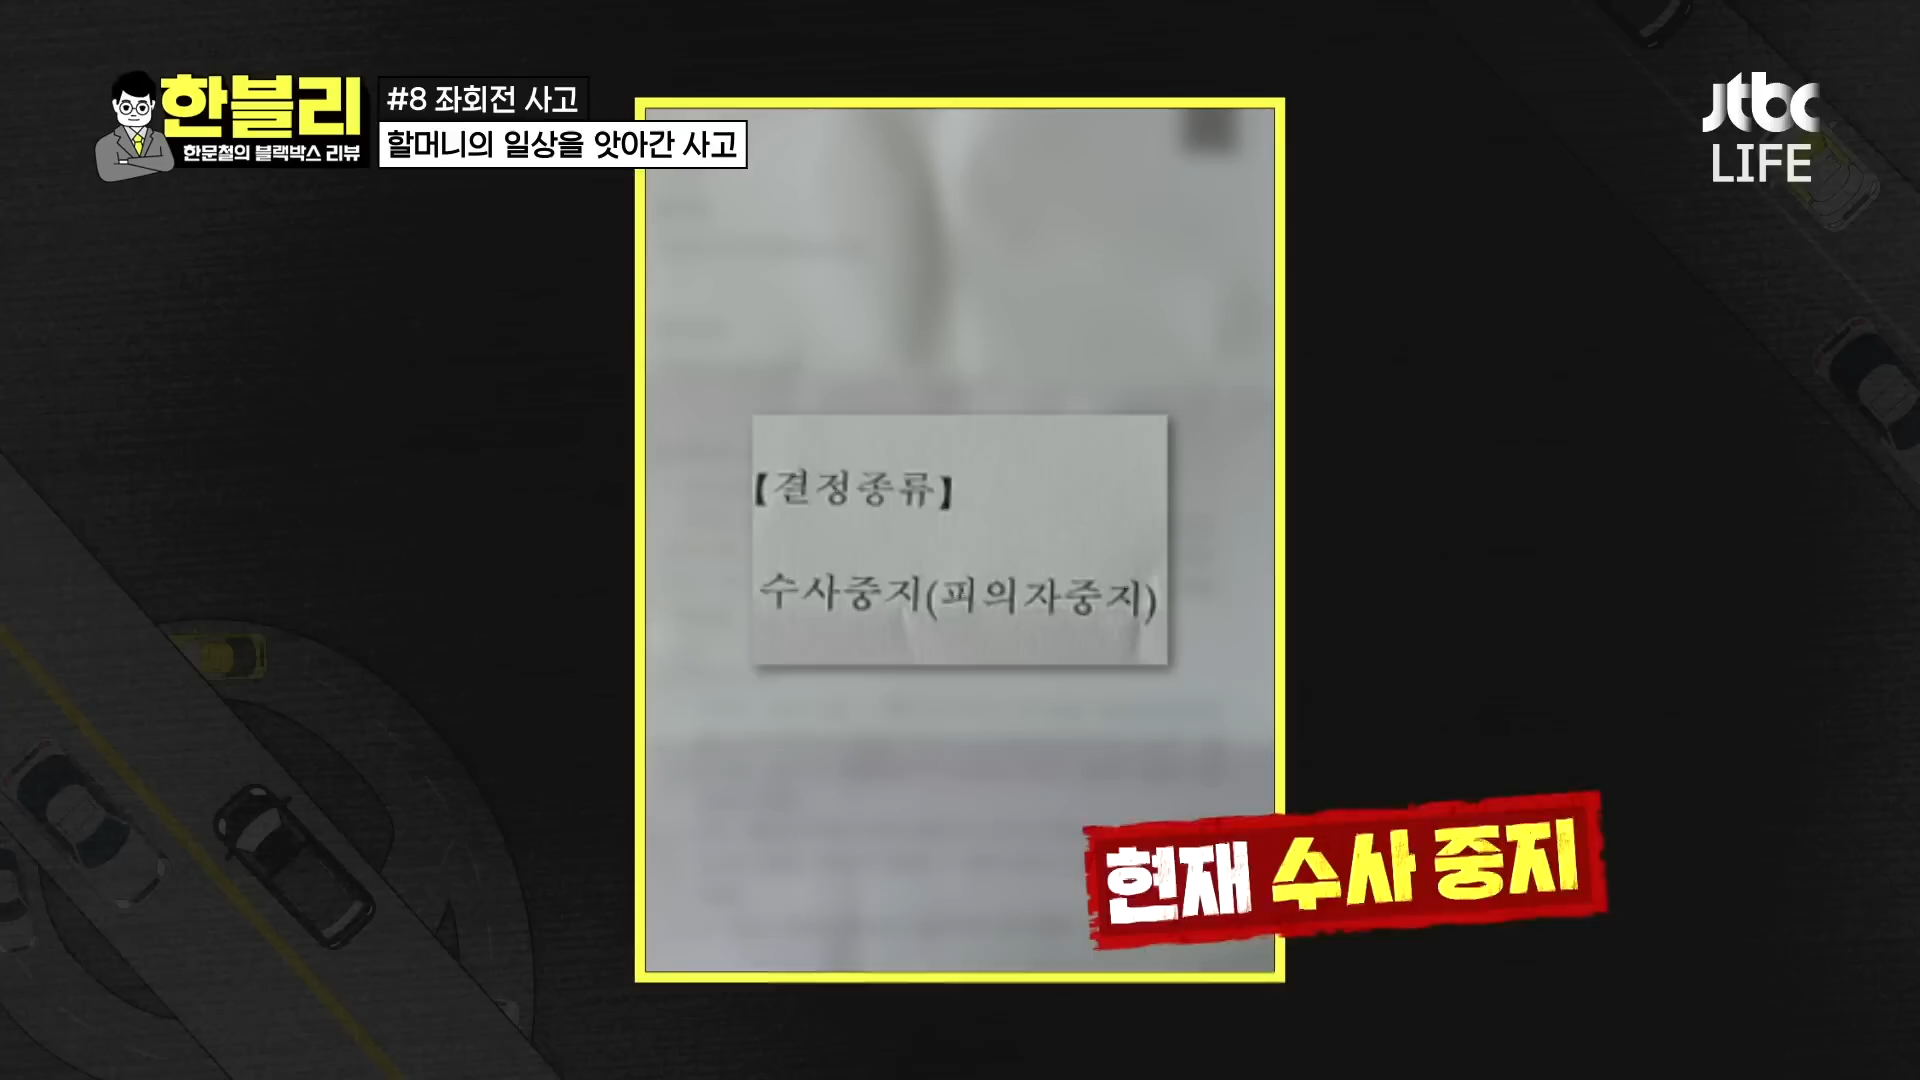 한블리
한문철의 블랙박스 리뷰
#8 좌회전 사고
할머니의 일상을 앗아간 사고
jtbc
LIFE
【결정종류】
수사중지(피의자중지)
현재 수사 중지